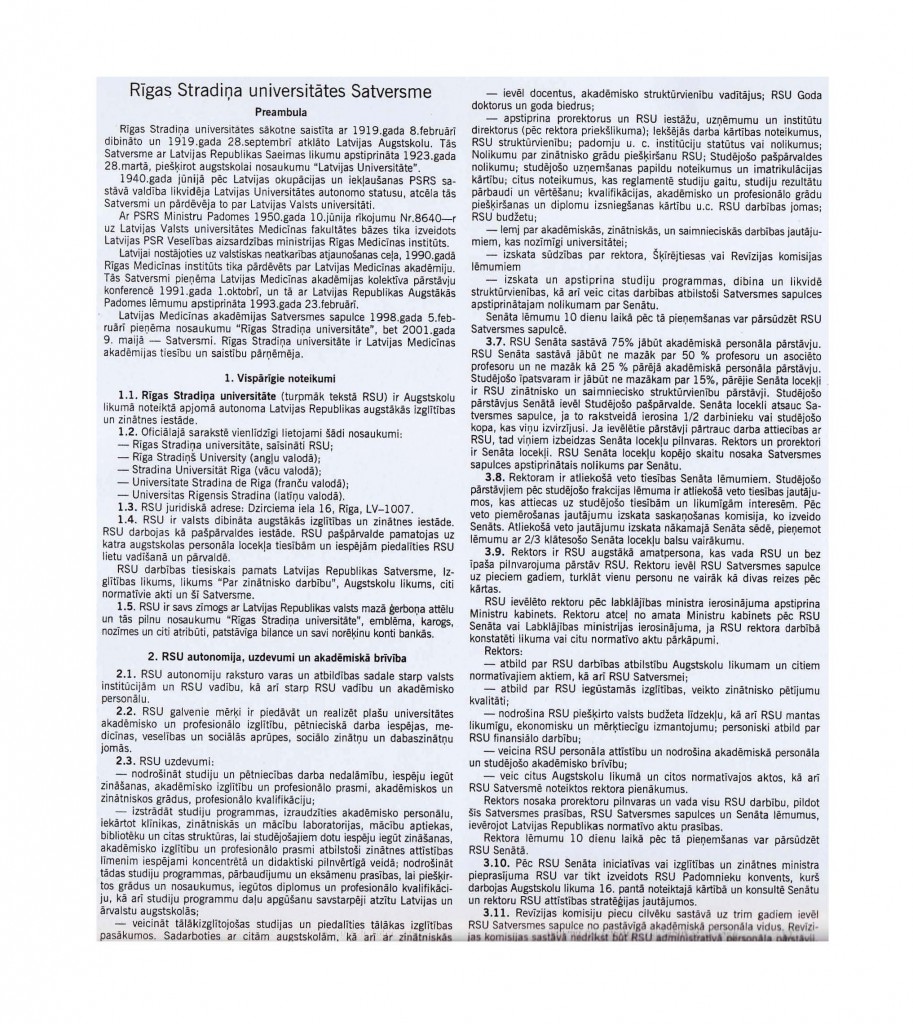 Rīgas Stradiņa universitātes Satversme
Preambula
Rīgas Stradiņa universitātes sākotne saistīta ar 1919.gada 8.februārī
dibināto un 1919.gada 28.septembrī atklāto Latvijas Augstskolu. Tās
Satversme ar Latvijas Republikas Saeimas likumu apstiprināta 1923.gada
28.martā, piešķirot augstskolai nosaukumu “Latvijas Universitāte”.
1940.gada jūnijā pēc Latvijas okupācijas un iekļaušanas PSRS sa-
stāvā valdība likvidēja Latvijas Universitātes autonomo statusu, atcēla tās
Satversmi un pārdēvēja to par Latvijas Valsts universitāti.
Ar PSRS Ministru Padomes 1950.gada 10.jūnija rīkojumu Nr.8640—r
uz Latvijas Valsts universitātes Medicīnas fakultātes bāzes tika izveidots
Latvijas PSR Veselības aizsardzības ministrijas Rīgas Medicīnas institūts.
Latvijai nostājoties uz valstiskas neatkarības atjaunošanas ceļa, 1990.gadā
Rīgas Medicīnas institūts tika pārdēvēts par Latvijas Medicīnas akadēmiju.
Tās Satversmi pieņēma Latvijas Medicīnas akadēmijas kolektīva pārstāvju
konferencē 1991.gada 1.oktobrī, un tā ar Latvijas Republikas Augstākās
Padomes lēmumu apstiprināta 1993.gada 23.februārī.
Latvijas Medicīnas akadēmijas Satversmes sapulce 1998.gada 5.feb-
ruārī pieņēma nosaukumu “Rīgas Stradiņa universitāte”, bet 2001.gada
9. maijā — Satversmi. Rīgas Stradiņa universitāte ir Latvijas Medicīnas
akadēmijas tiesību un saistību pārņēmēja.
1. Vispārīgie noteikumi
1.1. Rīgas Stradiņa universitāte (turpmāk tekstā RSU) ir Augstskolu
likumā noteiktā apjomā autonoma Latvijas Republikas augstākās izglītības
un zinātnes iestāde.
1.2. Oficiālajā sarakstē vienlīdzīgi lietojami šādi nosaukumi:
— Rīgas Stradiņa universitāte, saīsināti RSU;
— Rīga Stradiņš University (angļu valodā);
— Stradina Universität Riga (vācu valodā);
— Universitate Stradina de Riga (franču valodā);
— Universitas Rigensis Stradina (latīņu valodā).
1.3. RSU juridiskā adrese: Dzirciema iela 16, Rīga, LV–1007.
1.4. RSU ir valsts dibināta augstākās izglītības un zinātnes iestāde.
RSU darbojas kā pašpārvaldes iestāde. RSU pašpārvalde pamatojas uz
katra augstskolas personāla locekļa tiesībām un iespējām piedalīties RSU
lietu vadīšanā un pārvaldē.
RSU darbības tiesiskais pamats Latvijas Republikas Satversme, Iz-
glītības likums, likums “Par zinātnisko darbību”, Augstskolu likums, citi
normatīvie akti un šī Satversme.
1.5. RSU ir savs zīmogs ar Latvijas Republikas valsts mazā ģerboņa attēlu
un tās pilnu nosaukumu “Rīgas Stradiņa universitāte”, emblēma, karogs,
nozīmes un citi atribūti, patstāvīga bilance un savi norēķinu konti bankās.
2. RSU autonomija, uzdevumi un akadēmiskā brīvība
2.1. RSU autonomiju raksturo varas un atbildības sadale starp valsts
institūcijām un RSU vadību, kā arī starp RSU vadību un akadēmisko
personālu.
2.2. RSU galvenie mērķi ir piedāvāt un realizēt plašu universitātes
akadēmisko un profesionālo izglītību, pētnieciskā darba iespējas, me-
dicīnas, veselības un sociālās aprūpes, sociālo zinātņu un dabaszinātņu
jomās.
2.3. RSU uzdevumi:
— nodrošināt studiju un pētniecības darba nedalāmību, iespēju iegūt
zināšanas, akadēmisko izglītību un profesionālo prasmi, akadēmiskos un
zinātniskos grādus, profesionālo kvalifikāciju;
— izstrādāt studiju programmas, izraudzīties akadēmisko personālu,
iekārtot klīnikas, zinātniskās un mācību laboratorijas, mācību aptiekas,
bibliotēku un citas struktūras, lai studējošajiem dotu iespēju iegūt zināšanas,
akadēmisko izglītību un profesionālo prasmi atbilstoši zinātnes attīstības
līmenim iespējami koncentrētā un didaktiski pilnvērtīgā veidā; nodrošināt
tādas studiju programmas, pārbaudījumu un eksāmenu prasības, lai piešķir-
tos grādus un nosaukumus, iegūtos diplomus un profesionālo kvalifikāci-
ju, kā arī studiju programmu daļu apgūšanu savstarpēji atzītu Latvijas un
ārvalstu augstskolās;
— veicināt tālākizglītojošas studijas un piedalīties tālākas izglītības
pasākumos. Sadarboties ar citām augstskolām, kā arī ar zinātniskās
— ievēl docentus, akadēmisko struktūrvienību vadītājus; RSU Goda
doktorus un goda biedrus;
— apstiprina prorektorus un RSU iestāžu, uzņēmumu un institūtu
direktorus (pēc rektora priekšlikuma); Iekšējās darba kārtības noteikumus,
RSU struktūrvienību; padomju u. c. institūciju statūtus vai nolikumus;
Nolikumu par zinātnisko grādu piešķiršanu RSU; Studējošo pašpārvaldes
nolikumu; studējošo uzņemšanas papildu noteikumus un imatrikulācijas
kārtību; citus noteikumus, kas reglamentē studiju gaitu, studiju rezultātu
pārbaudi un vērtēšanu; kvalifikācijas, akadēmisko un profesionālo grādu
piešķiršanas un diplomu izsniegšanas kārtību u.c. RSU darbības jomas;
RSU budžetu;
— lemj par akadēmiskās, zinātniskās, un saimnieciskās darbības jautāju-
miem, kas nozīmīgi universitātei;
— izskata sūdzības par rektora, Šķīrējtiesas vai Revīzijas komisijas
lēmumiem
— izskata un apstiprina studiju programmas, dibina un likvidē
struktūrvienības, kā arī veic citas darbības atbilstoši Satversmes sapulces
apstiprinātajam nolikumam par Senātu.
Senāta lēmumu 10 dienu laikā pēc tā pieņemšanas var pārsūdzēt RSU
Satversmes sapulcē.
3.7. RSU Senāta sastāvā 75% jābūt akadēmiskā personāla pārstāvju.
RSU Senāta sastāvā jābūt ne mazāk par 50 % profesoru un asociēto
profesoru un ne mazāk kā 25 % pārējā akadēmiskā personāla pārstāvju.
Studējošo īpatsvaram ir jābūt ne mazākam par 15%, pārējie Senāta locekļi
ir RSU zinātnisko un saimniecisko struktūrvienību pārstāvji. Studējošo
pārstāvjus Senātā ievēl Studējošo pašpārvalde. Senāta locekli atsauc Sa-
tversmes sapulce, ja to rakstveidā ierosina 1/2 darbinieku vai studējošo
kopa, kas viņu izvirzījusi. Ja ievēlētie pārstāvji pārtrauc darba attiecības ar
RSU, tad viņiem izbeidzas Senāta locekļu pilnvaras. Rektors un prorektori
ir Senāta locekļi. RSU Senāta locekļu kopējo skaitu nosaka Satversmes
sapulces apstiprinātais nolikums par Senātu.
3.8. Rektoram ir atliekošā veto tiesības Senāta lēmumiem. Studējošo
pārstāvjiem pēc studējošo frakcijas lēmuma ir atliekošā veto tiesības jautāju-
mos, kas attiecas uz studējošo tiesībām un likumīgām interesēm. Pēc
veto piemērošanas jautājumu izskata saskaņošanas komisija, ko izveido
Senāts. Atliekošā veto jautājumu izskata nākamajā Senāta sēdē, pieņemot
lēmumu ar 2/3 klātesošo Senāta locekļu balsu vairākumu.
3.9. Rektors ir RSU augstākā amatpersona, kas vada RSU un bez
īpaša pilnvarojuma pārstāv RSU. Rektoru ievēl RSU Satversmes sapulce
uz pieciem gadiem, turklāt vienu personu ne vairāk kā divas reizes pēc
kārtas.
RSU ievēlēto rektoru pēc labklājības ministra ierosinājuma apstiprina
Ministru kabinets. Rektoru atceļ no amata Ministru kabinets pēc RSU
Senāta vai Labklājības ministrijas ierosinājuma, ja RSU rektora darbībā
konstatēti likuma vai citu normatīvo aktu pārkāpumi.
Rektors:
— atbild par RSU darbības atbilstību Augstskolu likumam un citiem
normatīvajiem aktiem, kā arī RSU Satversmei;
— atbild par RSU iegūstamās izglītības, veikto zinātnisko pētījumu
kvalitāti;
— nodrošina RSU piešķirto valsts budžeta līdzekļu, kā arī RSU mantas
likumīgu, ekonomisku un mērķtiecīgu izmantojumu; personiski atbild par
RSU finansiālo darbību;
— veicina RSU personāla attīstību un nodrošina akadēmiskā personāla
un studējošo akadēmisko brīvību;
— veic citus Augstskolu likumā un citos normatīvajos aktos, kā arī
RSU Satversmē noteiktos rektora pienākumus.
Rektors nosaka prorektoru pilnvaras un vada visu RSU darbību, pildot
šīs Satversmes prasības, RSU Satversmes sapulces un Senāta lēmumus,
ievērojot Latvijas Republikas normatīvo aktu prasības.
Rektora lēmumu 10 dienu laikā pēc tā pieņemšanas var pārsūdzēt
RSU Senātā.
3.10. Pēc RSU Senāta iniciatīvas vai izglītības un zinātnes ministra
pieprasījuma RSU var tikt izveidots RSU Padomnieku konvents, kurš
darbojas Augstskolu likuma 16. pantā noteiktajā kārtībā un konsultē Senātu
un rektoru RSU attīstības stratēģijas jautājumos.
3.11. Revīzijas komisiju piecu cilvēku sastāvā uz trim gadiem ievēl
RSU Satversmes sapulce no pastāvīgā akadēmiskā personāla vidus. Revīzi-
jas komisijas sastāvā nedrīkst būt RSU administratīvā personāla pārstāvji